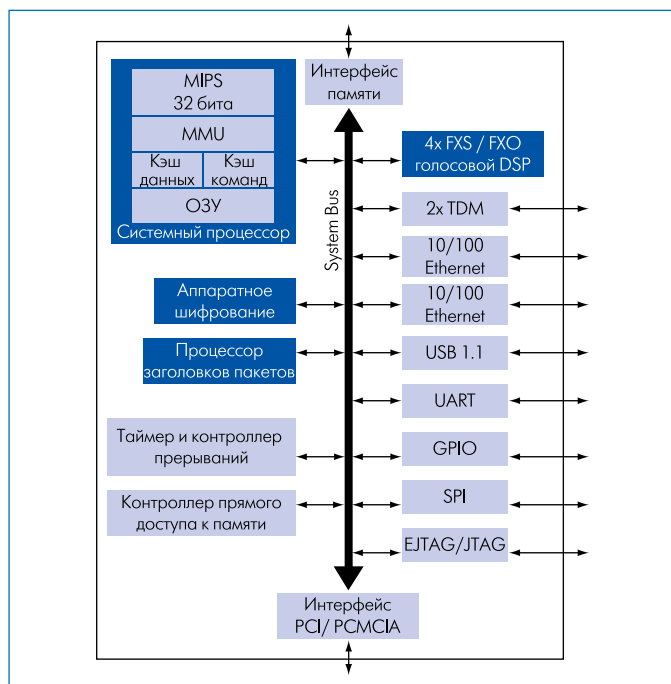 Интерфейс
памяти
MIPS
32 бита
MMU
Кэш
данных
Кэш
команд
ОЗУ
Системный процессор
System Bus
4x FXS / FXO
голосовой DSP
2x TDM
10/100
Ethernet
Аппаратное
шифрование
10/100
Ethernet
Процессор
заголовков пакетов
USB 1.1
UART
Таймер и контроллер
прерываний
GPIO
Контроллер прямого
доступа к памяти
SPI
EJTAG/JTAG
Интерфейс
PCI/ PCMCIA